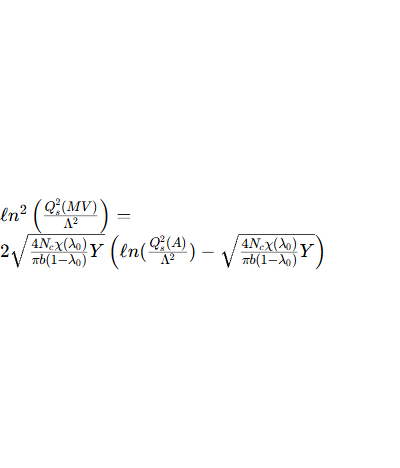 ℓn² ( Q_s²(MV) / Λ² ) =
2 √( 4N_cχ(λ₀) / πb(1−λ₀) Y ) ( ℓn( Q_s²(A) / Λ² ) − √( 4N_cχ(λ₀) / πb(1−λ₀) Y ) )